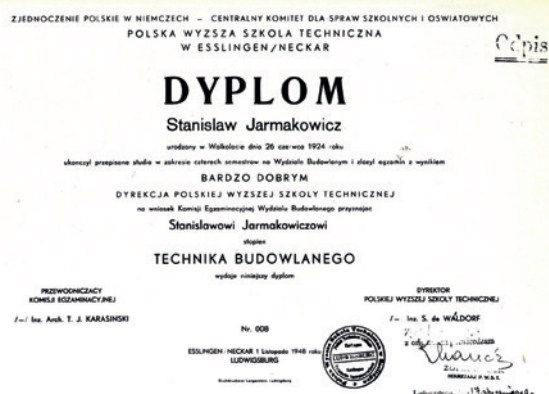 ZJEDNOCZENIE POLSKIE W NIEMCZECH – CENTRALNY KOMITET DLA SPRAW SZKOLNYCH I OSWIATOWYCH
POLSKA WYZSZA SZKOLA TECHNICZNA
W ESSLINGEN/NECKAR
Odpis
DYPLOM
Stanislaw Jarmakowicz
urodzony w Wolkolacie dnia 26 czerwca 1924 roku
ukonczyl przepisane studia w zakresie czterech semestrow na Wydziale Budowlanym i zlozyl egzamin z wynikiem
BARDZO DOBRYM
DYREKCJA POLSKIEJ WYZSZEJ SZKOLY TECHNICZNEJ
na wniosek Komisji Egzaminacyjnej Wydzialu Budowlanego przyznajac
Stanislawowi Jarmakowiczowi
stopien
TECHNIKA BUDOWLANEGO
wydaje niniejszy dyplom
PRZEWODNICZACY
KOMISJI EGZAMINACYJNEJ
/—/ Inz. Arch. T. J. KARASINSKI
DYREKTOR
POLSKIEJ WYZSZEJ SZKOLY TECHNICZNEJ
/— Inz. S. de WALDORF
Nr. 008
ESSLINGEN/NECKAR 1 Listopada 1948 roku
LUDWIGSBURG